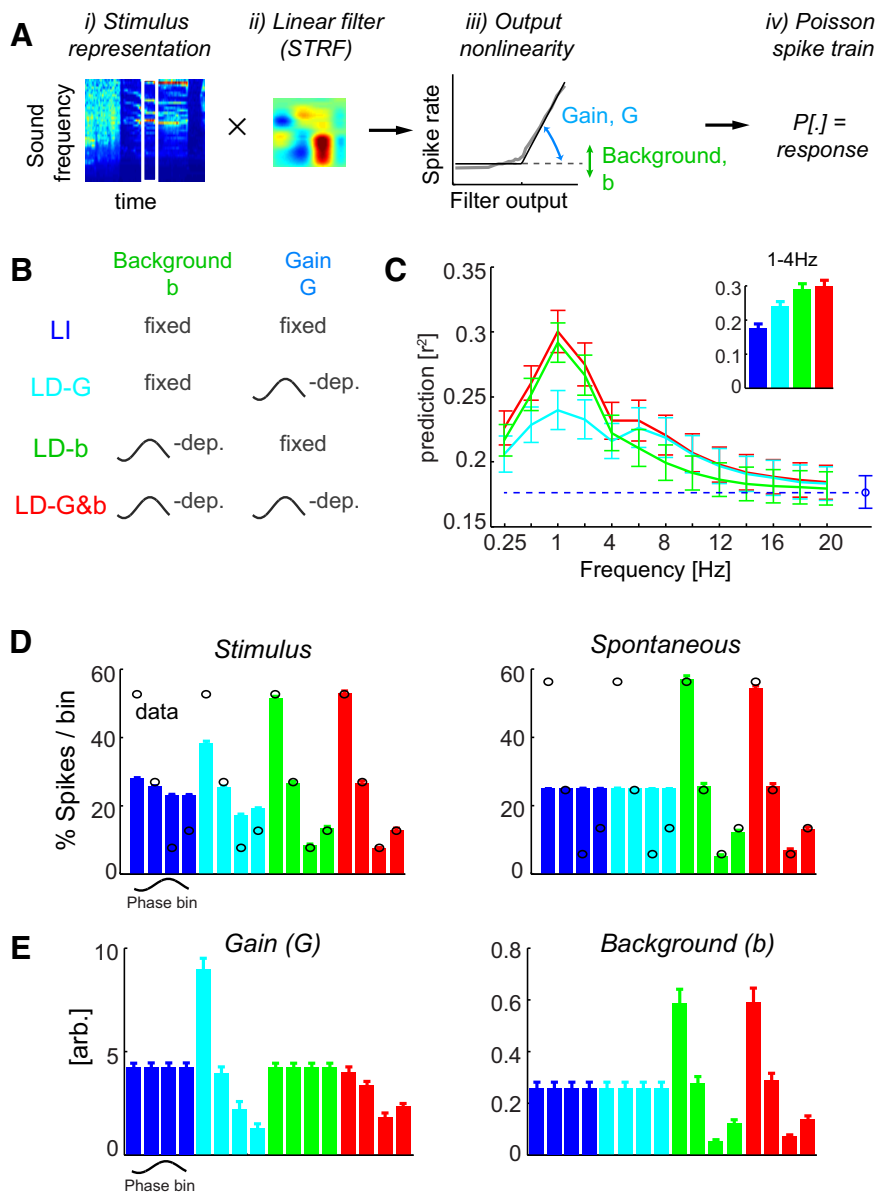 A
i) Stimulus
representation
ii) Linear filter
(STRF)
iii) Output
nonlinearity
iv) Poisson
spike train
Sound
frequency
time
×
Spike rate
Gain, G
Background,
b
Filter output
P[.] =
response
B
Background
b
Gain
G
LI
fixed
fixed
LD-G
fixed
-dep.
LD-b
-dep.
fixed
LD-G&b
-dep.
-dep.
C
prediction [r²]
0.35
0.3
0.25
0.2
0.15
0.25
1
4
8
12
16
20
Frequency [Hz]
1-4Hz
0.3
0.2
0.1
0
D
Stimulus
% Spikes / bin
60
40
20
0
data
Phase bin
Spontaneous
60
40
20
0
E
Gain (G)
[arb.]
10
5
0
Phase bin
Background (b)
0.8
0.6
0.4
0.2
0